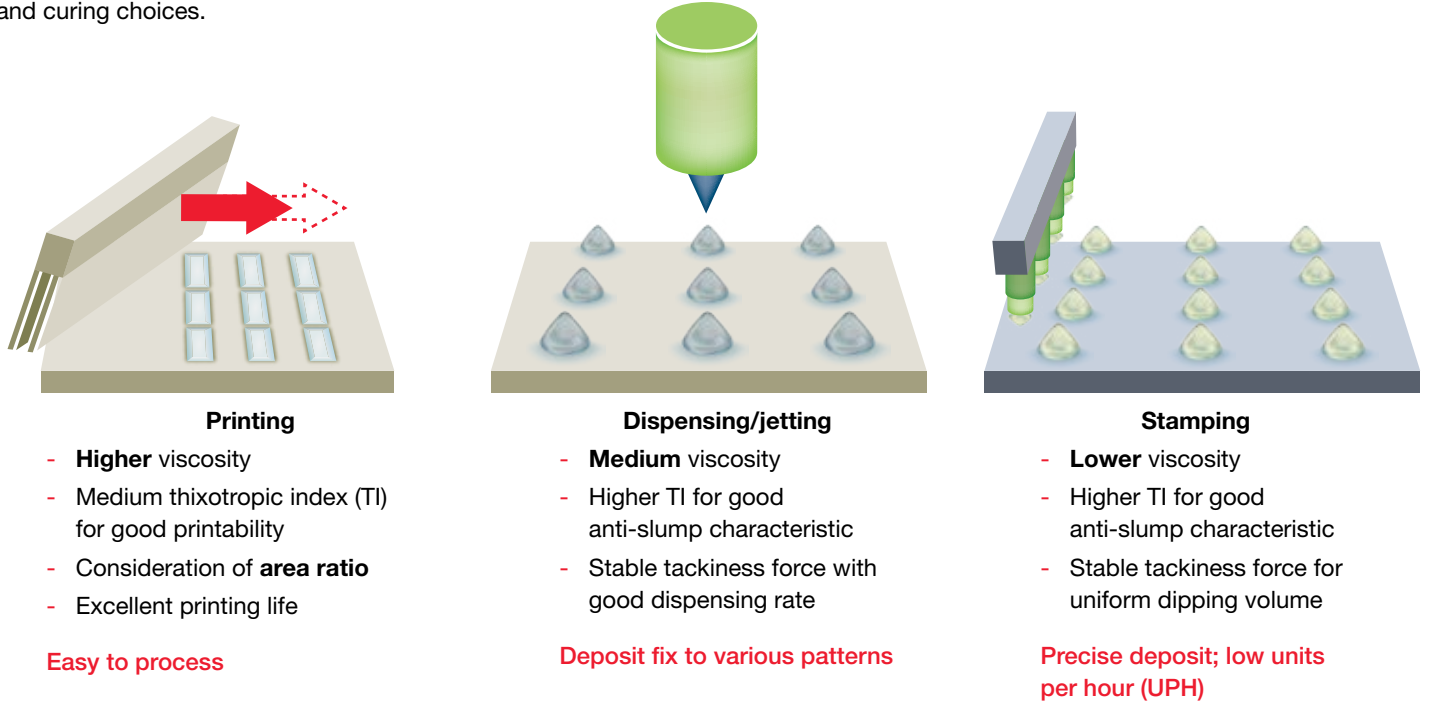 and curing choices.
Printing
- Higher viscosity
- Medium thixotropic index (TI)
for good printability
- Consideration of area ratio
- Excellent printing life
Easy to process
Dispensing/jetting
- Medium viscosity
- Higher TI for good
anti-slump characteristic
- Stable tackiness force with
good dispensing rate
Deposit fix to various patterns
Stamping
- Lower viscosity
- Higher TI for good
anti-slump characteristic
- Stable tackiness force for
uniform dipping volume
Precise deposit; low units
per hour (UPH)